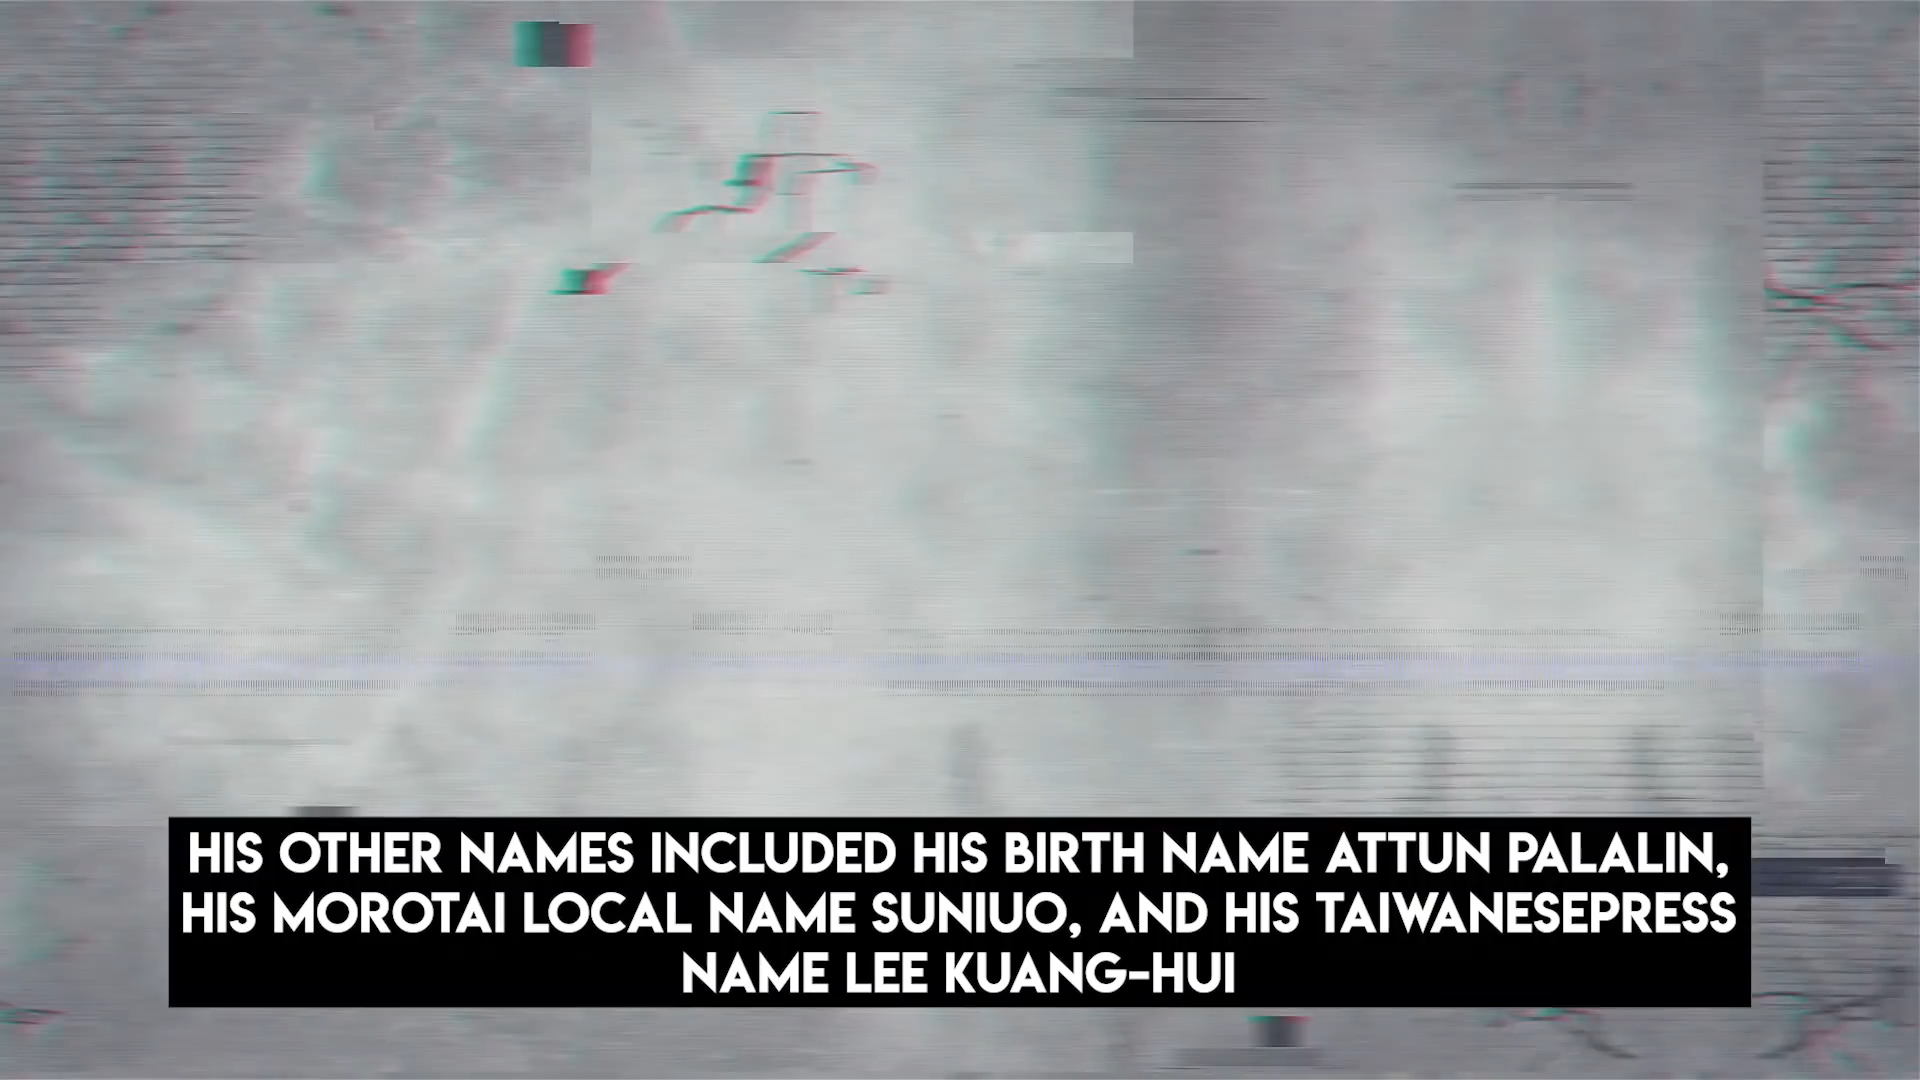 HIS OTHER NAMES INCLUDED HIS BIRTH NAME ATTUN PALALIN,
HIS MOROTAI LOCAL NAME SUNIUO, AND HIS TAIWANESEPRESS
NAME LEE KUANG-HUI